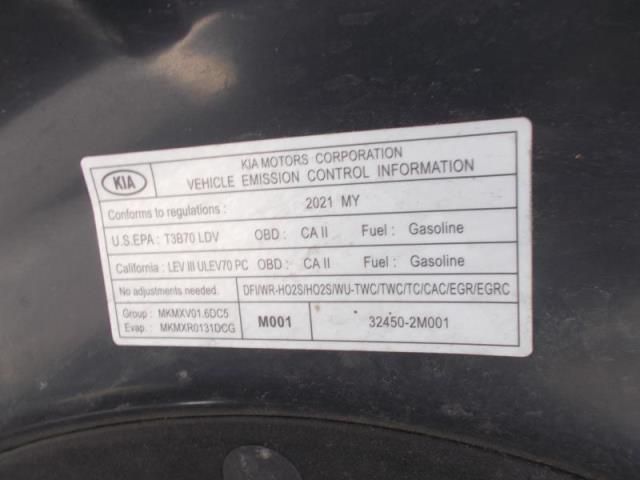 KIA
KIA MOTORS CORPORATION
VEHICLE EMISSION CONTROL INFORMATION
Conforms to regulations : 2021 MY
U.S.EPA : T3B70 LDV OBD : CA II Fuel : Gasoline
California : LEV III ULEV70 PC OBD : CA II Fuel : Gasoline
No adjustments needed. DFI/WR-HO2S/HO2S/WU-TWC/TWC/TC/CAC/EGR/EGRC
Group : MKMXV01.6DC5
Evap. : MKMXR0131DCG
M001 32450-2M001